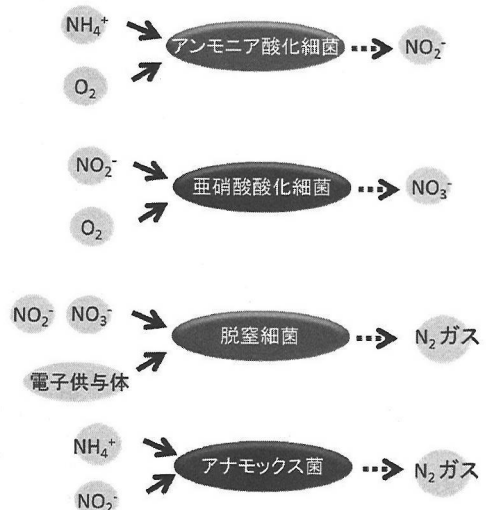 NH₄⁺
アンモニア酸化細菌
NO₂⁻
O₂
NO₂⁻
亜硝酸酸化細菌
NO₃⁻
O₂
NO₂⁻ NO₃⁻
脱窒細菌
N₂ガス
電子供与体
NH₄⁺
アナモックス菌
N₂ガス
NO₂⁻